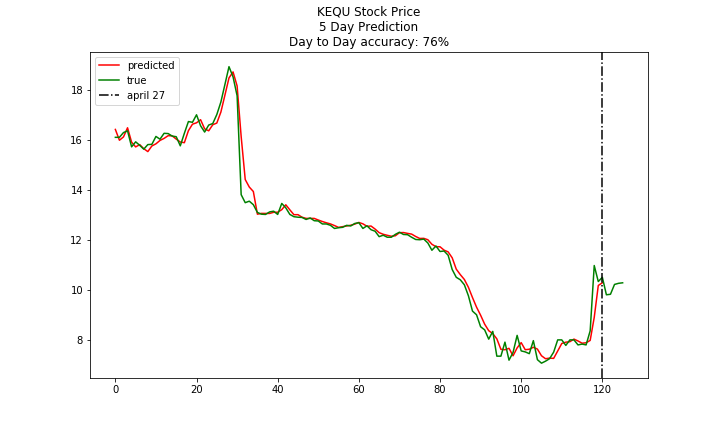 KEQU Stock Price
5 Day Prediction
Day to Day accuracy: 76%
predicted
true
april 27
18
16
14
12
10
8
0
20
40
60
80
100
120